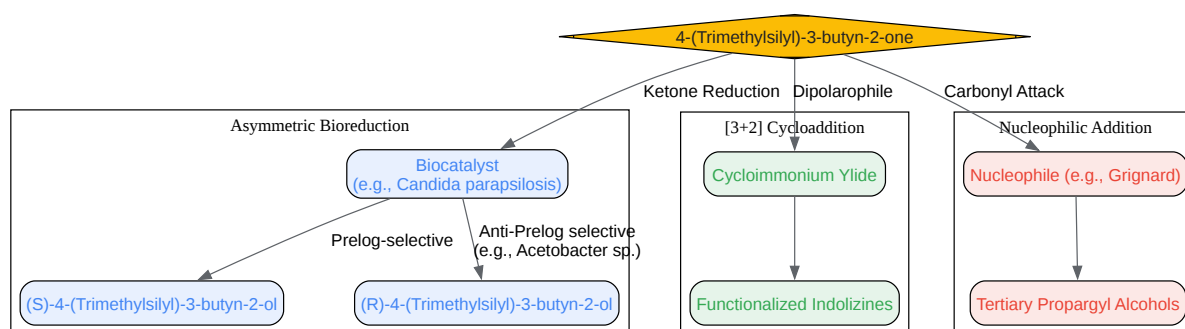 4-(Trimethylsilyl)-3-butyn-2-one
Ketone Reduction
Dipolarophile
Carbonyl Attack
Asymmetric Bioreduction
[3+2] Cycloaddition
Nucleophilic Addition
Biocatalyst
(e.g., Candida parapsilosis)
Cycloimmonium Ylide
Nucleophile (e.g., Grignard)
Prelog-selective
Anti-Prelog selective
(e.g., Acetobacter sp.)
(S)-4-(Trimethylsilyl)-3-butyn-2-ol
(R)-4-(Trimethylsilyl)-3-butyn-2-ol
Functionalized Indolizines
Tertiary Propargyl Alcohols